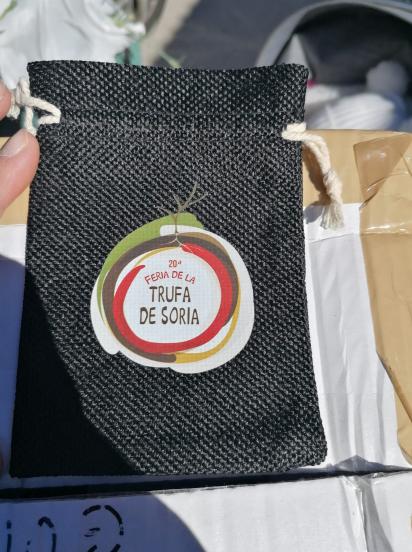 20ª
FERIA DE LA
TRUFA
DE SORIA